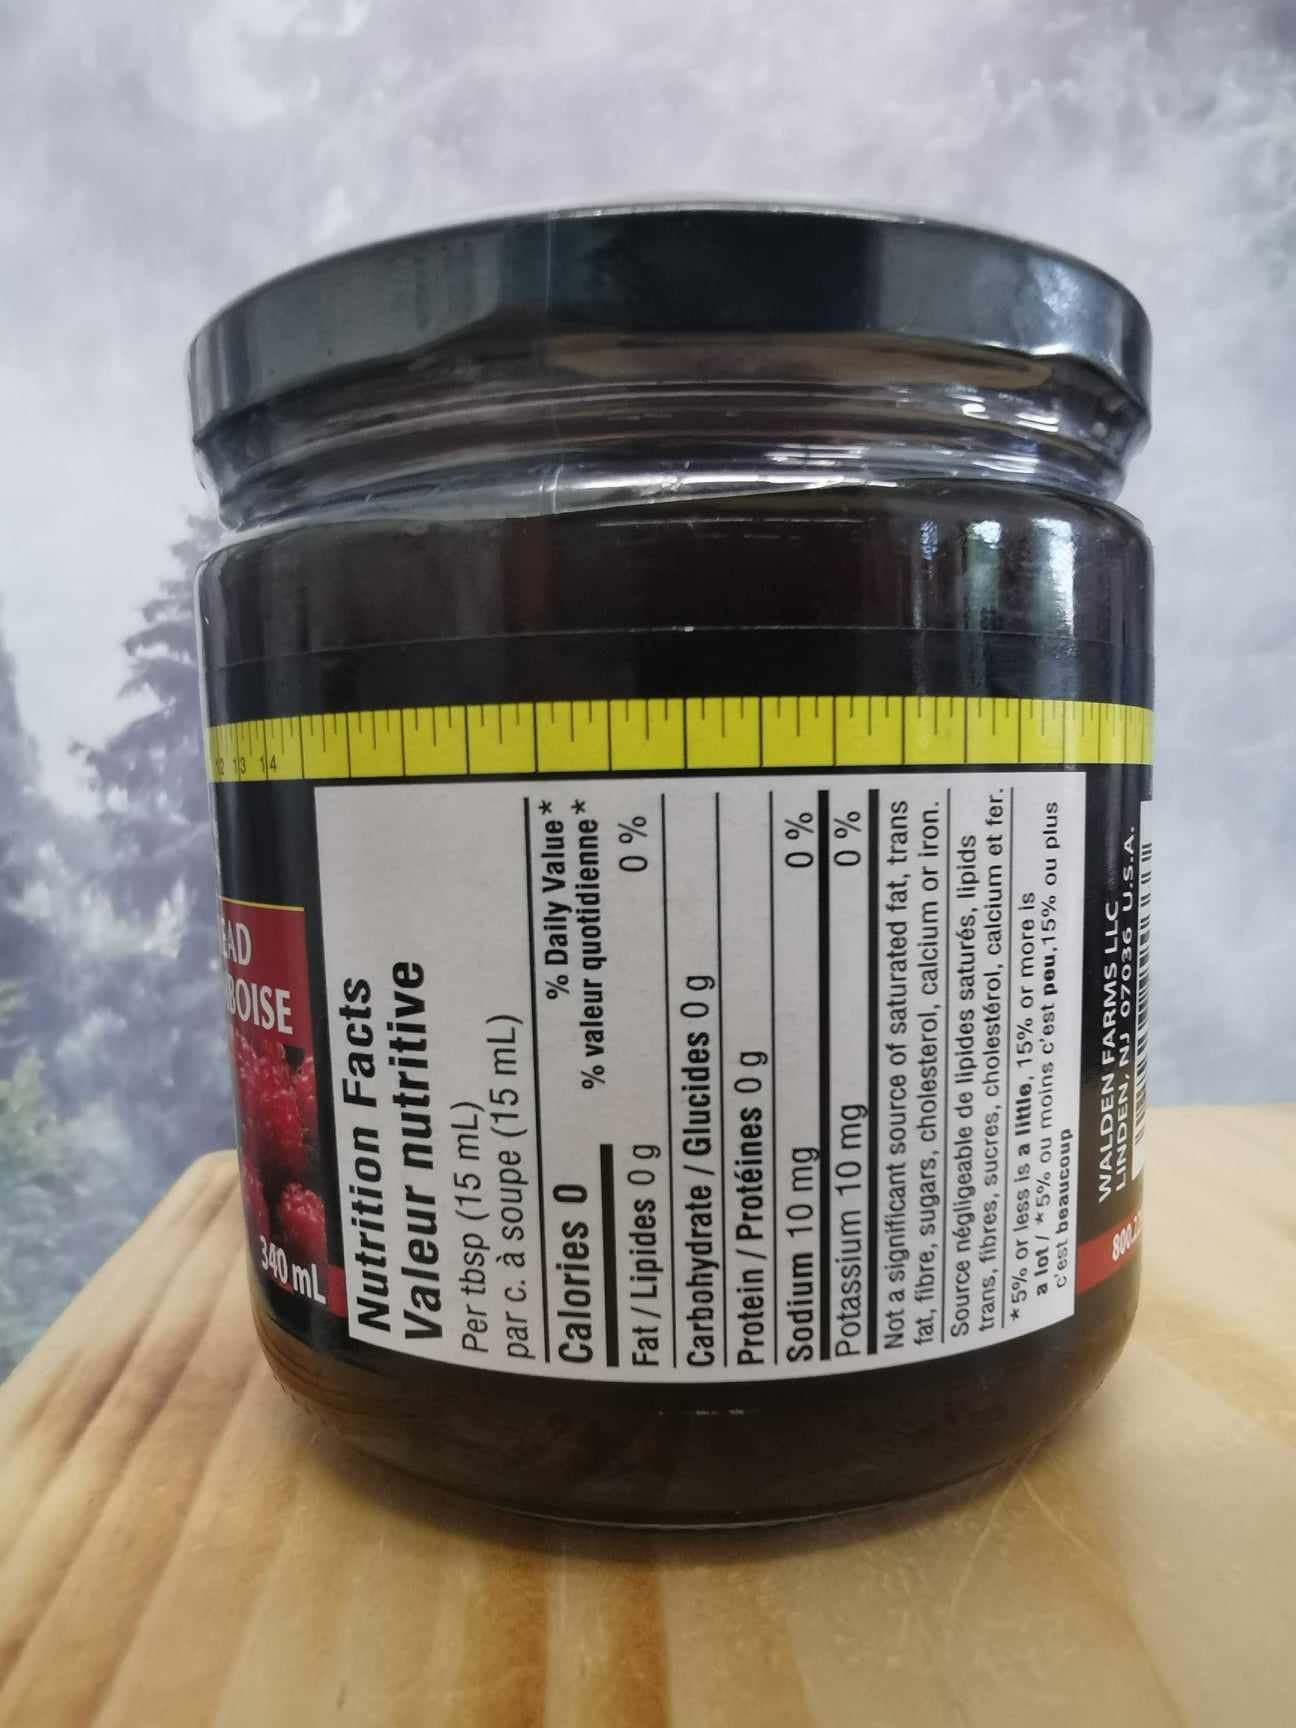 12 13 14
340 mL
Nutrition Facts
Valeur nutritive
Per tbsp (15 mL)
par c. à soupe (15 mL)
% Daily Value*
% valeur quotidienne*
Calories 0
Fat / Lipides 0 g 0 %
Carbohydrate / Glucides 0 g
Protein / Protéines 0 g
Sodium 10 mg 0 %
Potassium 10 mg 0 %
Not a significant source of saturated fat, trans
fat, fibre, sugars, cholesterol, calcium or iron.
Source négligeable de lipides saturés, lipids
trans, fibres, sucres, cholestérol, calcium et fer.
*5% or less is a little, 15% or more is
a lot / *5% ou moins c'est peu,15% ou plus
c'est beaucoup
WALDEN FARMS LLC
LINDEN, NJ 07036 U.S.A.